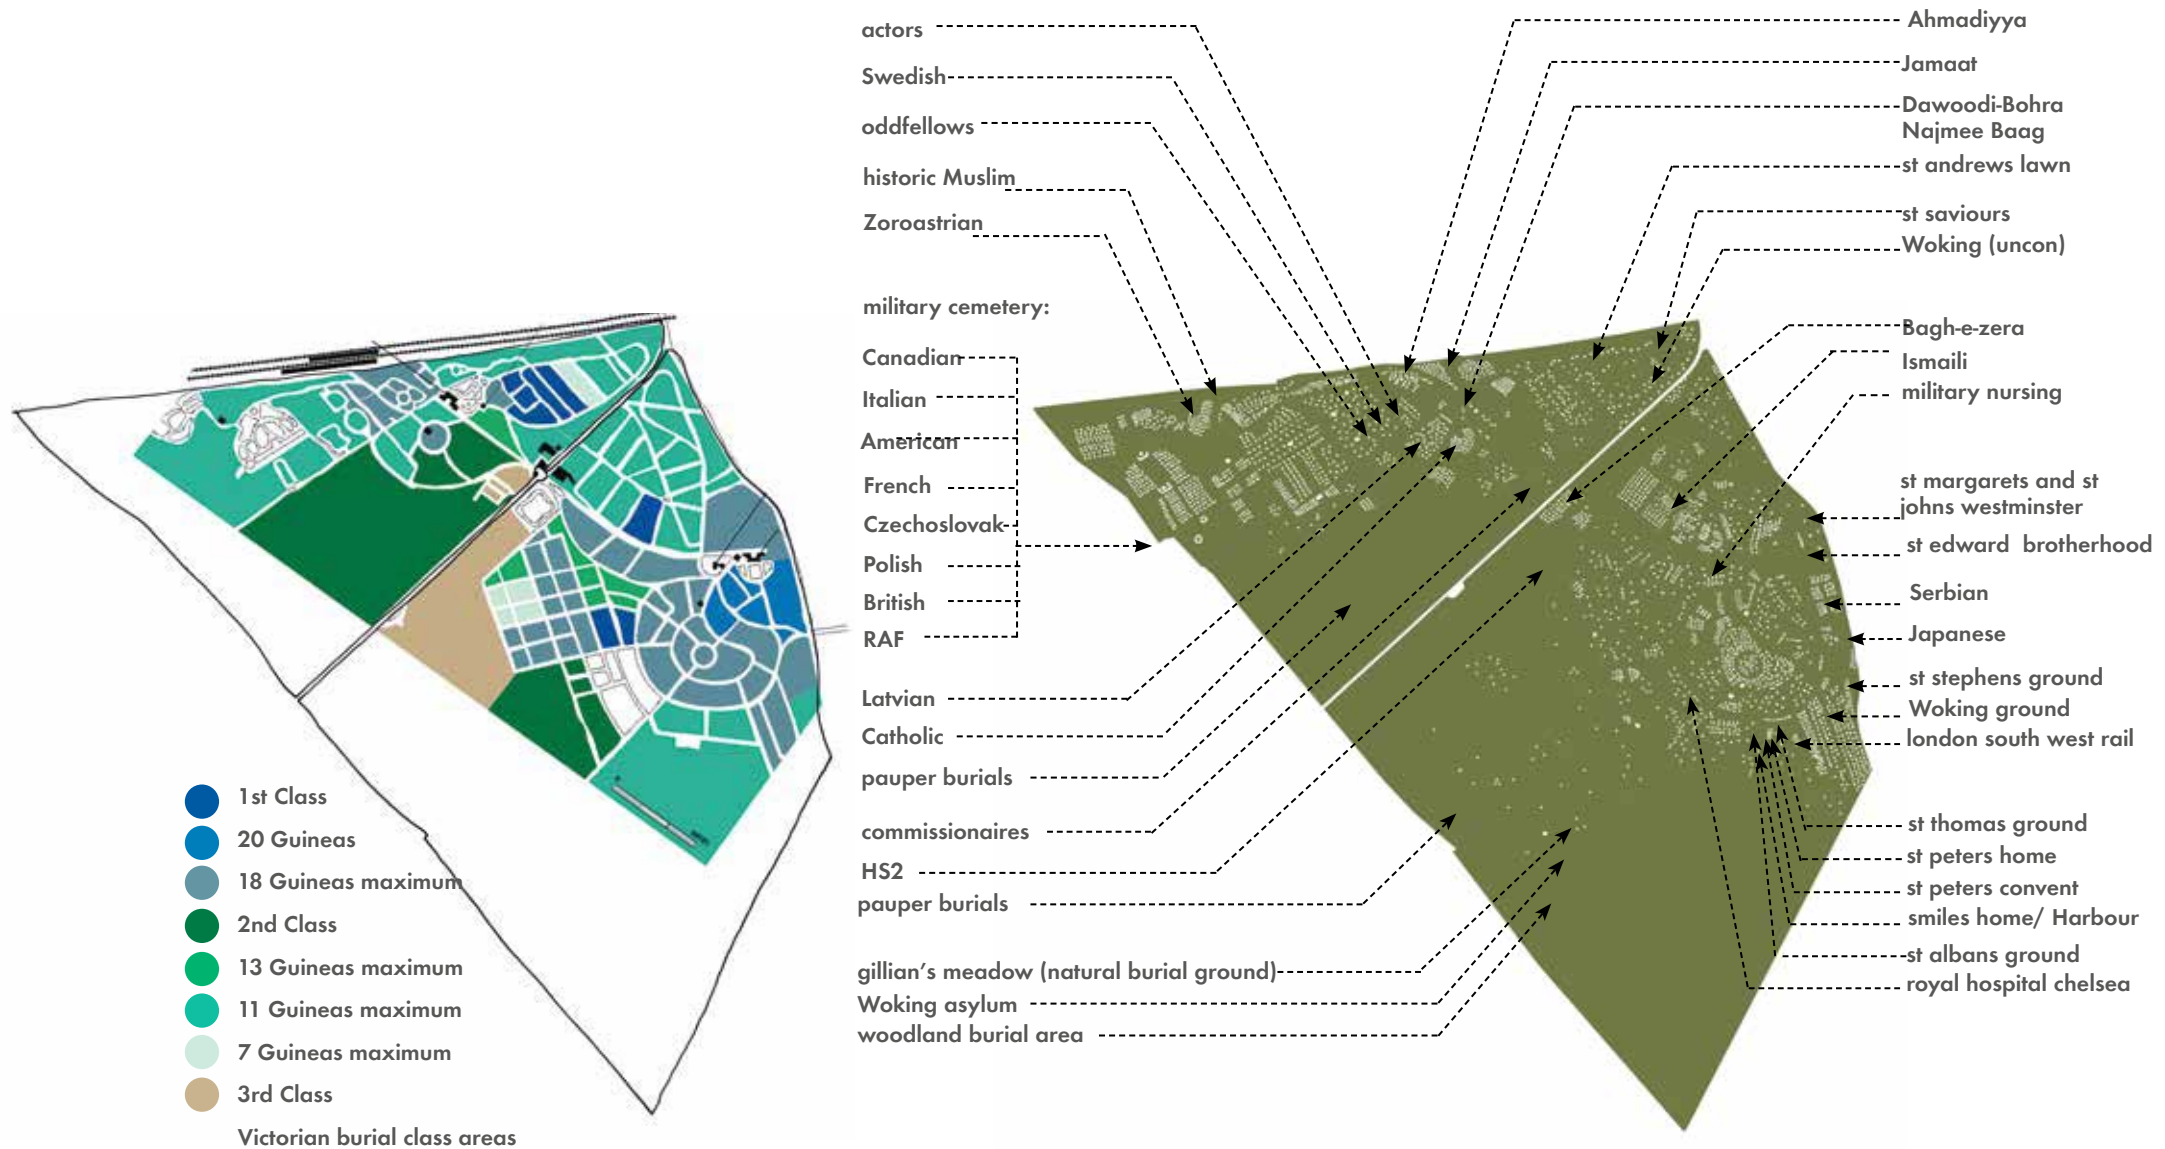 actors
Swedish
oddfellows
historic Muslim
Zoroastrian
military cemetery:
Canadian
Italian
American
French
Czechoslovak
Polish
British
RAF
Latvian
Catholic
pauper burials
commissionaires
HS2
pauper burials
gillian's meadow (natural burial ground)
Woking asylum
woodland burial area
Ahmadiyya
Jamaat
Dawoodi-Bohra
Najmee Baag
st andrews lawn
st saviours
Woking (uncon)
Bagh-e-zera
Ismaili
military nursing
st margarets and st
johns westminster
st edward brotherhood
Serbian
Japanese
st stephens ground
Woking ground
london south west rail
st thomas ground
st peters home
st peters convent
smiles home/ Harbour
st albans ground
royal hospital chelsea
1st Class
20 Guineas
18 Guineas maximum
2nd Class
13 Guineas maximum
11 Guineas maximum
7 Guineas maximum
3rd Class
Victorian burial class areas